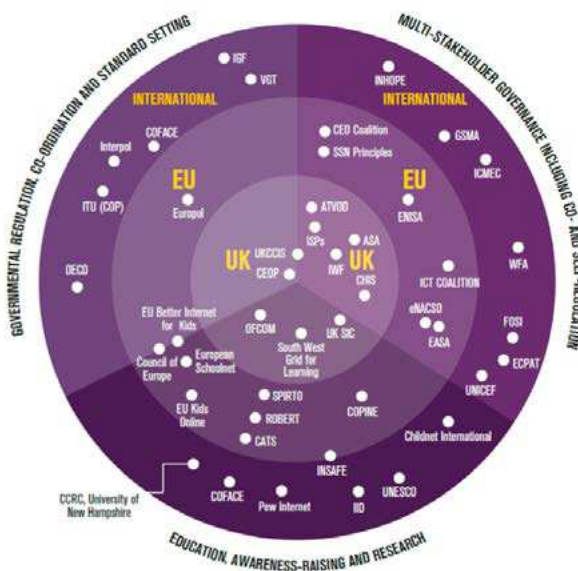 GOVERNMENTAL REGULATION, CO-ORDINATION AND STANDARD SETTING
MULTI-STAKEHOLDER GOVERNANCE INCLUDING CO- AND SELF-REGULATION
IGF
VGT
INTERNATIONAL
COFACE
Interpol
ITU (COP)
EU
Europol
OECD
INHOPE
INTERNATIONAL
CEO Coalition
SSN Principles
GSMA
ICMEC
EU
ENISA
ATVOD
ISPs
ASA
UKCCIS
IWF
UK
UK
CEOP
CHIS
WFA
ICT COALITION
eNACSO
EASA
FOSI
ECPAT
UNICEF
EU Better Internet
for Kids
Council of
Europe
European
Schoolnet
OFCOM
South West
Grid for
Learning
UK SIC
EU Kids
Online
SPIRTO
ROBERT
CATS
COPINE
Childnet International
INSAFE
CCRC, University of
New Hampshire
COFACE
Pew Internet
IID
UNESCO
EDUCATION, AWARENESS-RAISING AND RESEARCH